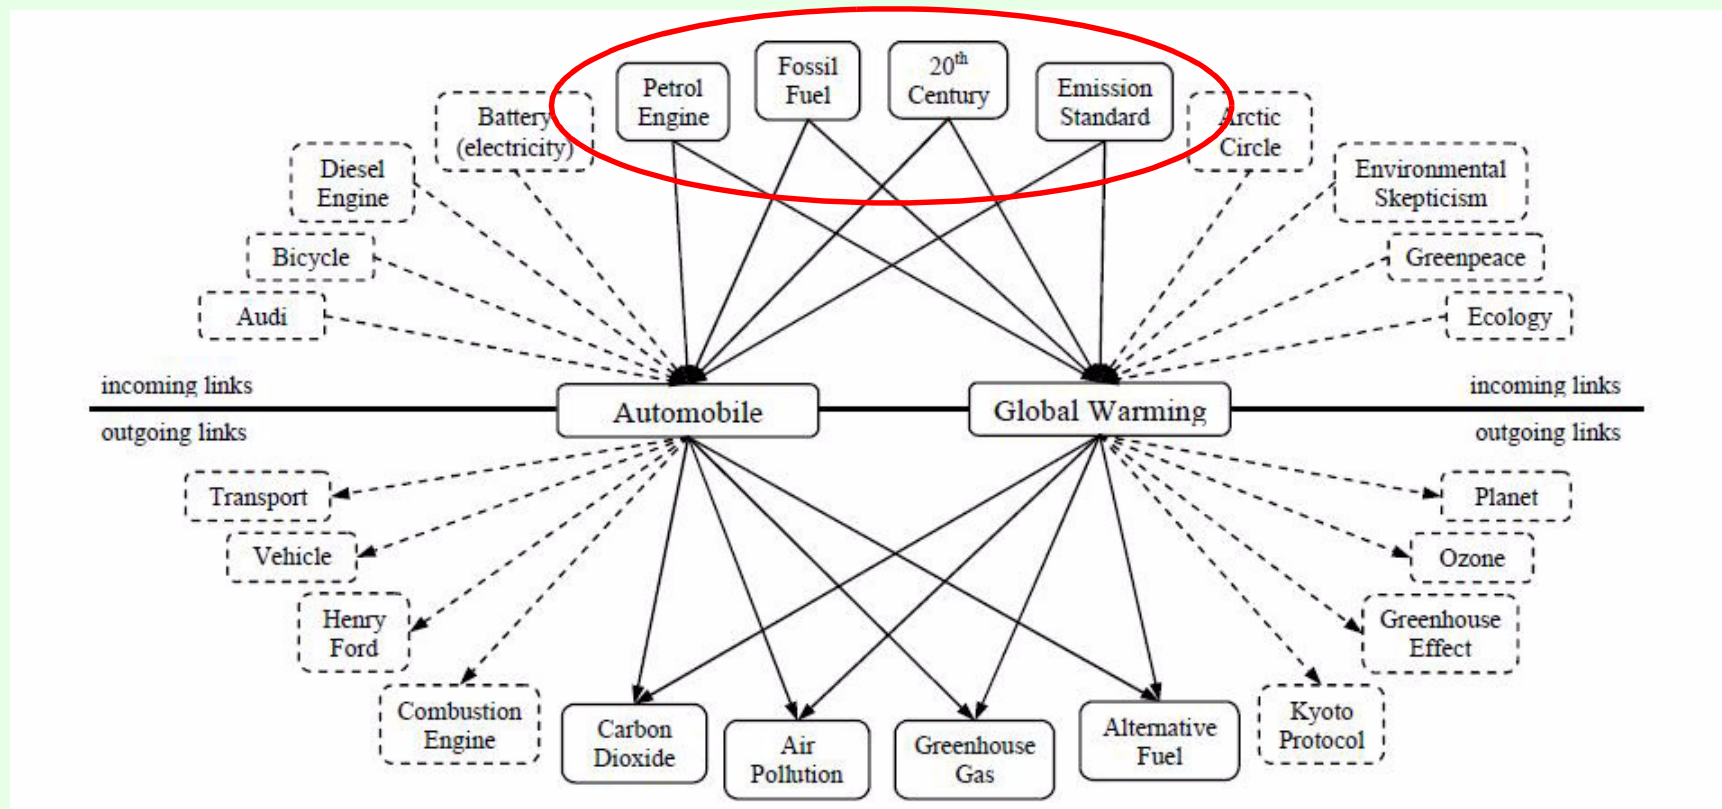 Petrol
Engine
Fossil
Fuel
20th
Century
Emission
Standard
Battery
(electricity)
Arctic
Circle
Diesel
Engine
Environmental
Skepticism
Bicycle
Greenpeace
Audi
Ecology
incoming links
incoming links
Automobile
Global Warming
outgoing links
outgoing links
Transport
Planet
Vehicle
Ozone
Henry
Ford
Greenhouse
Effect
Combustion
Engine
Carbon
Dioxide
Air
Pollution
Greenhouse
Gas
Alternative
Fuel
Kyoto
Protocol